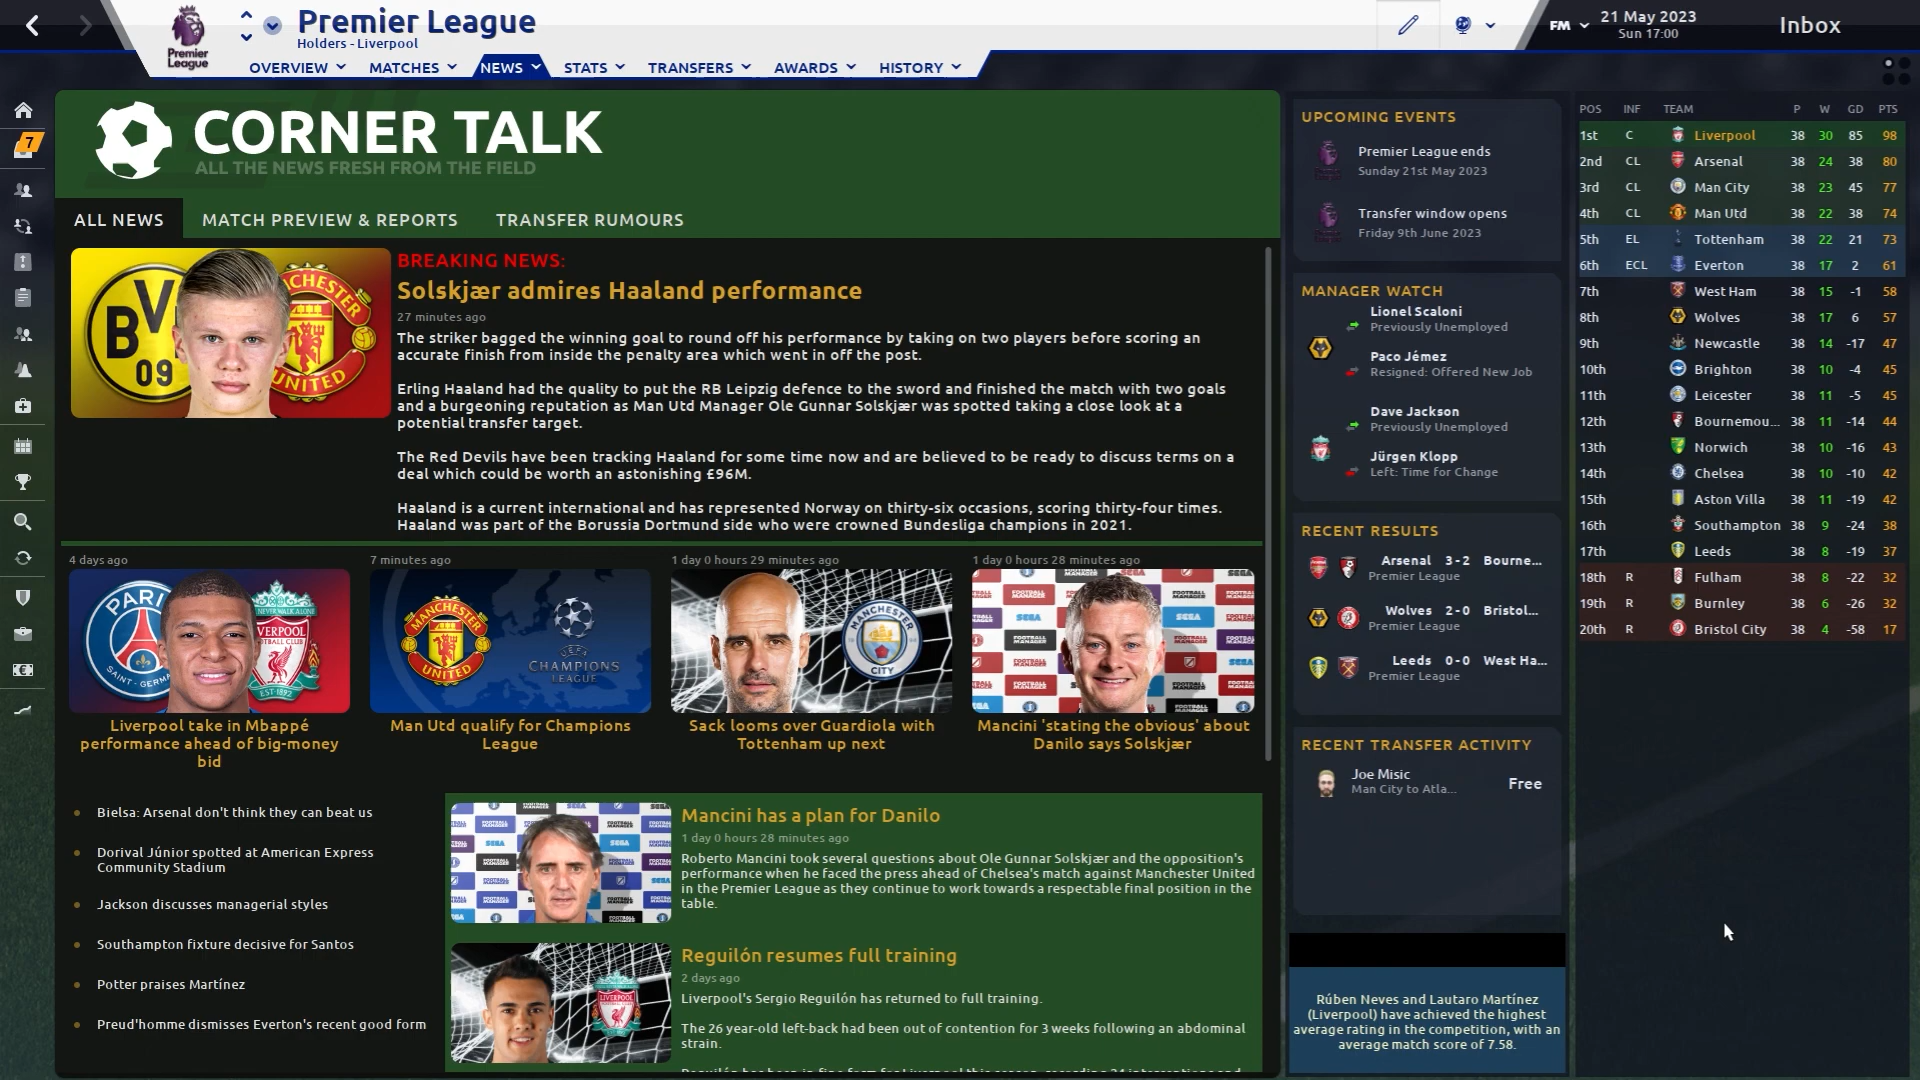 Premier League
Holders - Liverpool
FM
21 May 2023
Sun 17:00
Inbox
Premier League
OVERVIEW
MATCHES
NEWS
STATS
TRANSFERS
AWARDS
HISTORY
7
CORNER TALK
ALL THE NEWS FRESH FROM THE FIELD
ALL NEWS
MATCH PREVIEW & REPORTS
TRANSFER RUMOURS
BREAKING NEWS:
Solskjær admires Haaland performance
27 minutes ago
The striker bagged the winning goal to round off his performance by taking on two players before scoring an
accurate finish from inside the penalty area which went in off the post.
Erling Haaland had the quality to put the RB Leipzig defence to the sword and finished the match with two goals
and a burgeoning reputation as Man Utd Manager Ole Gunnar Solskjær was spotted taking a close look at a
potential transfer target.
The Red Devils have been tracking Haaland for some time now and are believed to be ready to discuss terms on a
deal which could be worth an astonishing £96M.
Haaland is a current international and has represented Norway on thirty-six occasions, scoring thirty-four times.
Haaland was part of the Borussia Dortmund side who were crowned Bundesliga champions in 2021.
4 days ago
Liverpool take in Mbappé
performance ahead of big-money
bid
7 minutes ago
CHAMPIONS
LEAGUE
Man Utd qualify for Champions
League
1 day 0 hours 29 minutes ago
Sack looms over Guardiola with
Tottenham up next
1 day 0 hours 28 minutes ago
Mancini 'stating the obvious' about
Danilo says Solskjær
Bielsa: Arsenal don't think they can beat us
Dorival Júnior spotted at American Express
Community Stadium
Jackson discusses managerial styles
Southampton fixture decisive for Santos
Potter praises Martínez
Preud'homme dismisses Everton's recent good form
Mancini has a plan for Danilo
1 day 0 hours 28 minutes ago
Roberto Mancini took several questions about Ole Gunnar Solskjær and the opposition's
performance when he faced the press ahead of Chelsea's match against Manchester United
in the Premier League as they continue to work towards a respectable final position in the
table.
Reguilón resumes full training
2 days ago
Liverpool's Sergio Reguilón has returned to full training.
The 26 year-old left-back had been out of contention for 3 weeks following an abdominal
strain.
UPCOMING EVENTS
Premier League ends
Sunday 21st May 2023
Transfer window opens
Friday 9th June 2023
MANAGER WATCH
Lionel Scaloni
Previously Unemployed
Paco Jémez
Resigned: Offered New Job
Dave Jackson
Previously Unemployed
Jürgen Klopp
Left: Time for Change
RECENT RESULTS
Arsenal 3-2 Bourne...
Premier League
Wolves 2-0 Bristol...
Premier League
Leeds 0-0 West Ha...
Premier League
RECENT TRANSFER ACTIVITY
Joe Misic
Man City to Atla...
Free
Rúben Neves and Lautaro Martínez
(Liverpool) have achieved the highest
average rating in the competition, with an
average match score of 7.58.
POS INF TEAM P W GD PTS
1st C Liverpool 38 30 85 98
2nd CL Arsenal 38 24 38 80
3rd CL Man City 38 23 45 77
4th CL Man Utd 38 22 38 74
5th EL Tottenham 38 22 21 73
6th ECL Everton 38 17 2 61
7th West Ham 38 15 -1 58
8th Wolves 38 17 6 57
9th Newcastle 38 14 -17 47
10th Brighton 38 10 -4 45
11th Leicester 38 11 -5 45
12th Bournemou... 38 11 -14 44
13th Norwich 38 10 -16 43
14th Chelsea 38 10 -10 42
15th Aston Villa 38 11 -19 42
16th Southampton 38 9 -24 38
17th Leeds 38 8 -19 37
18th R Fulham 38 8 -22 32
19th R Burnley 38 6 -26 32
20th R Bristol City 38 4 -58 17